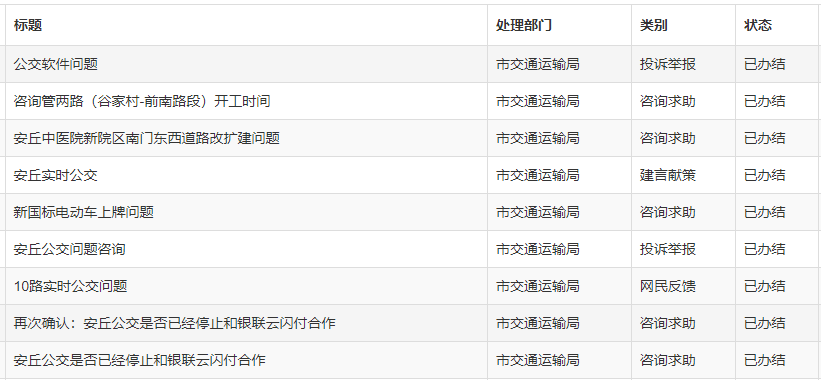 标题 处理部门 类别 状态
公交软件问题 市交通运输局 投诉举报 已办结
咨询管两路（谷家村-前南路段）开工时间 市交通运输局 咨询求助 已办结
安丘中医院新院区南门东西道路改扩建问题 市交通运输局 咨询求助 已办结
安丘实时公交 市交通运输局 建言献策 已办结
新国标电动车上牌问题 市交通运输局 咨询求助 已办结
安丘公交问题咨询 市交通运输局 投诉举报 已办结
10路实时公交问题 市交通运输局 网民反馈 已办结
再次确认：安丘公交是否已经停止和银联云闪付合作 市交通运输局 咨询求助 已办结
安丘公交是否已经停止和银联云闪付合作 市交通运输局 咨询求助 已办结